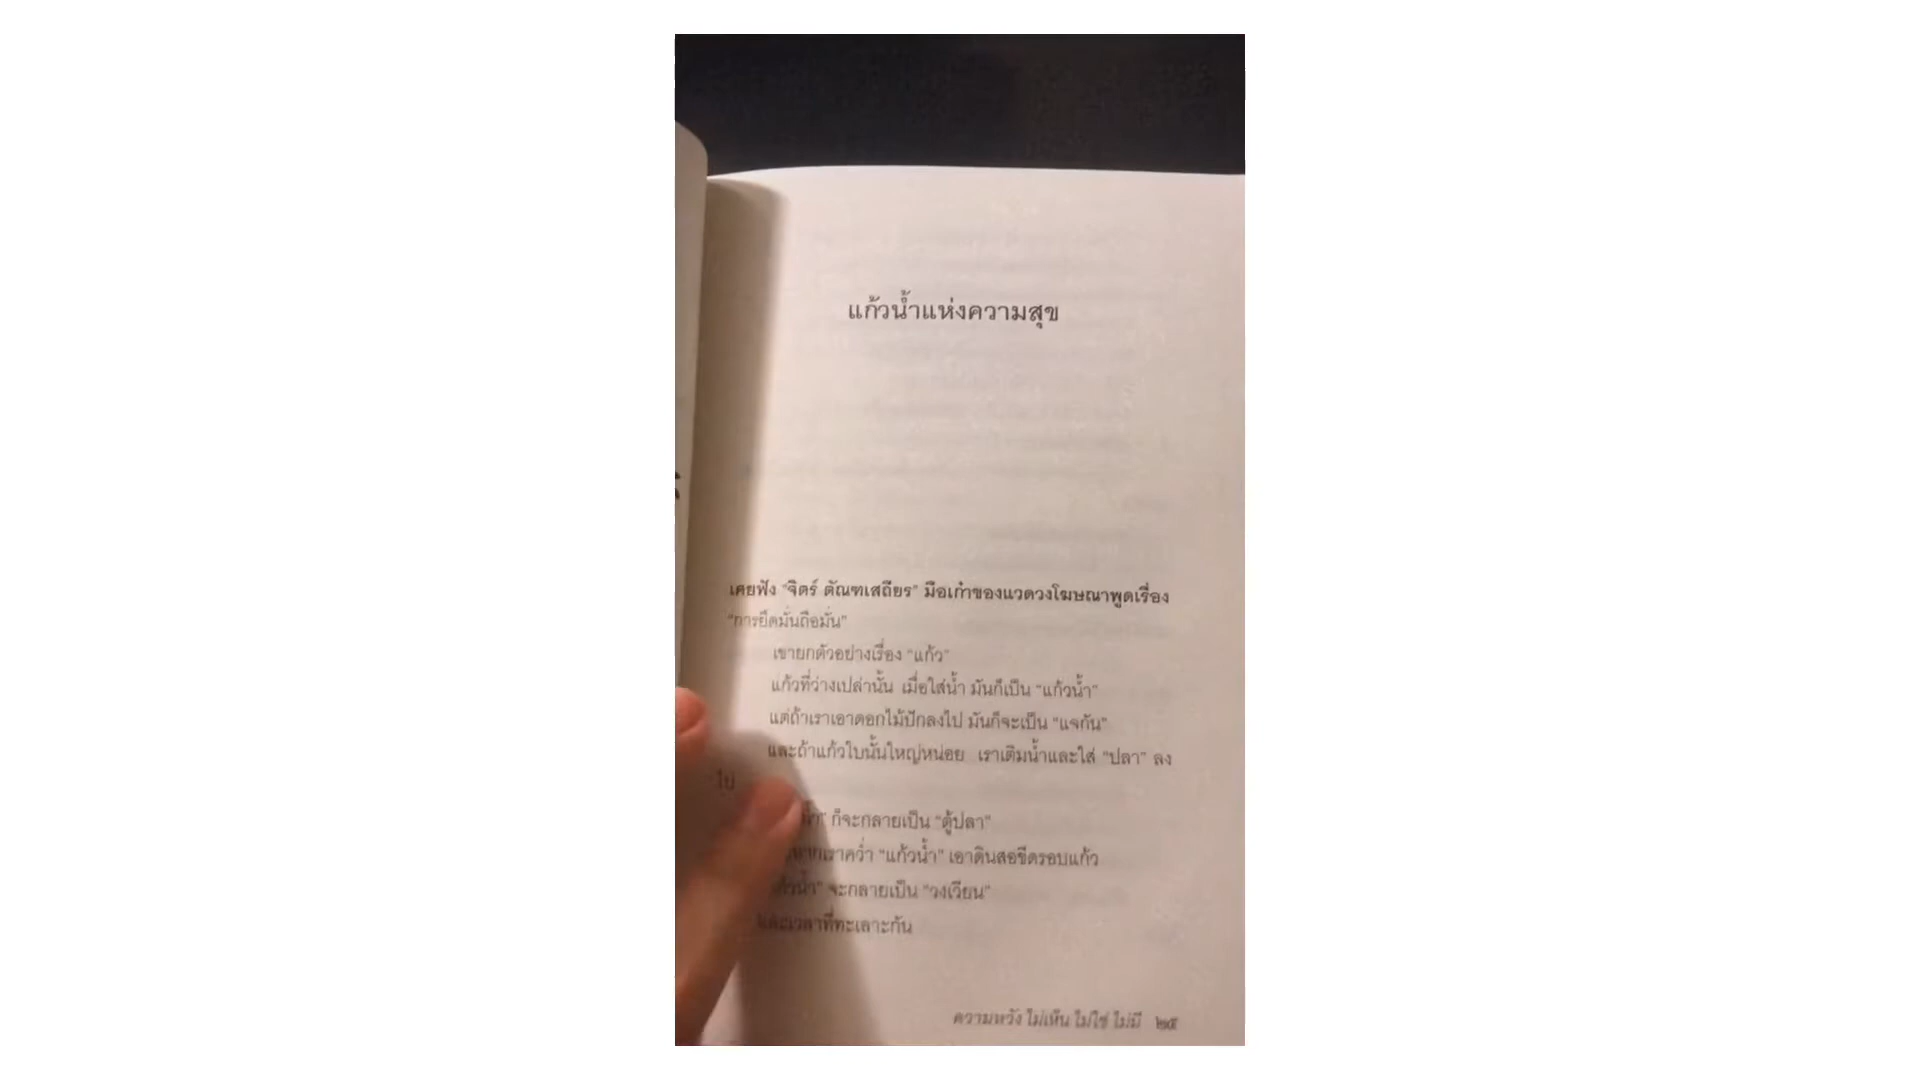 แก้วน้ำแห่งความสุข
เคยฟัง "จิตร์ ตัณฑเสถียร" มือเก๋าของแวดวงโฆษณาพูดเรื่อง
"การยึดมั่นถือมั่น"
เขายกตัวอย่างเรื่อง "แก้ว"
แก้วที่ว่างเปล่านั้น เมื่อใส่น้ำ มันก็เป็น "แก้วน้ำ"
แต่ถ้าเราเอาดอกไม้ปักลงไป มันก็จะเป็น "แจกัน"
และถ้าแก้วใบนั้นใหญ่หน่อย เราเติมน้ำและใส่ "ปลา" ลง
ไป
ก็จะกลายเป็น "ตู้ปลา"
เราคว่ำ "แก้วน้ำ" เอาดินสอขีดรอบแก้ว
จะกลายเป็น "วงเวียน"
และเวลาที่ทะเลาะกัน
ความหวัง ไม่เห็น ไม่ใช่ ไม่มี ๒๕